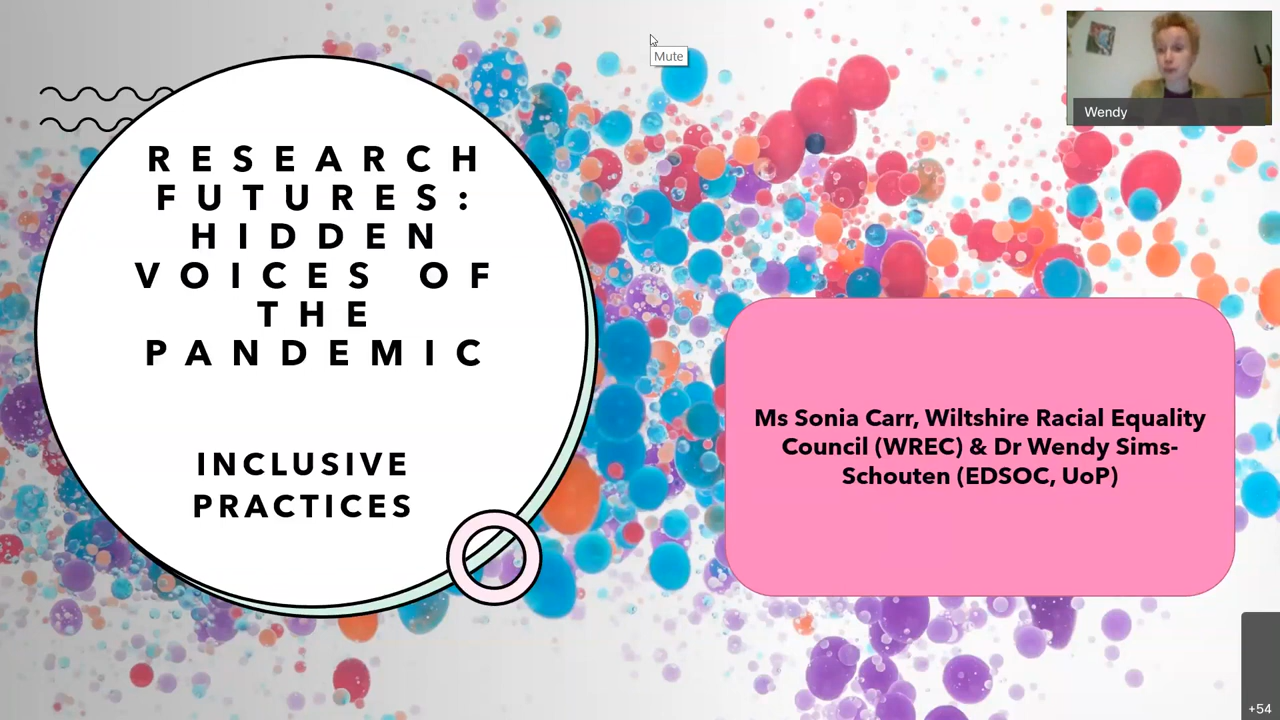 RESEARCH
FUTURES:
HIDDEN
VOICES OF
THE
PANDEMIC
INCLUSIVE
PRACTICES
Mute
Wendy
Ms Sonia Carr, Wiltshire Racial Equality
Council (WREC) & Dr Wendy Sims-
Schouten (EDSOC, UoP)
+54